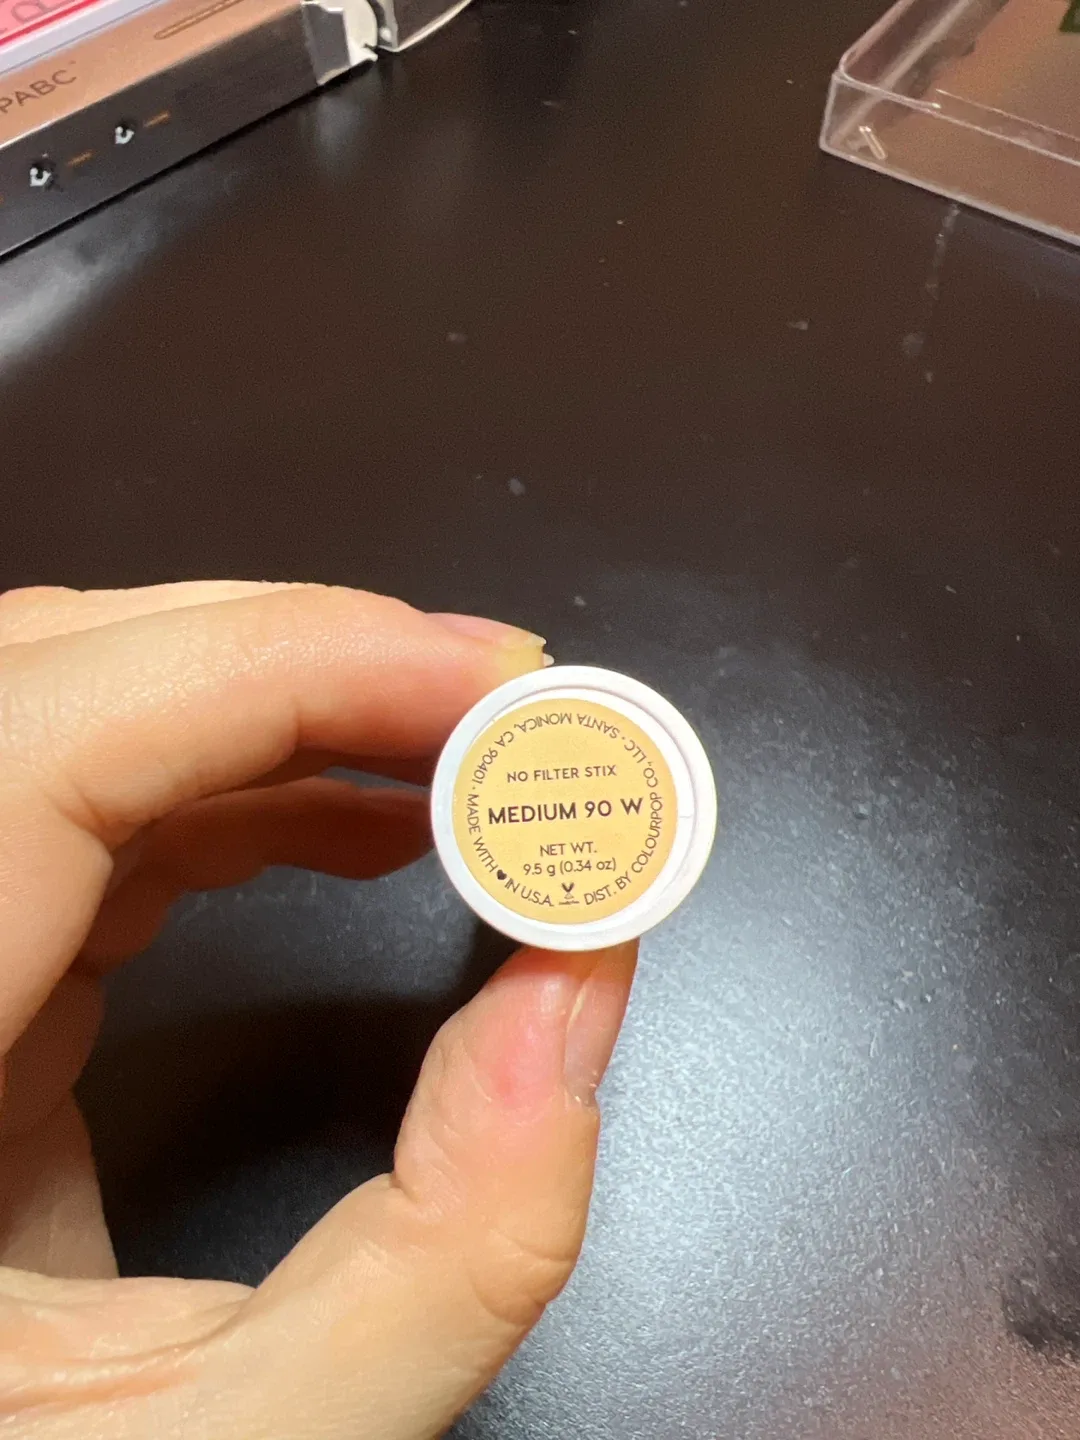 PABC
NO FILTER STIX
MEDIUM 90 W
NET WT.
9.5 g (0.34 oz)
MADE WITH ♥ IN U.S.A.
DIST. BY COLOURPOP CO, LLC • SANTA MONICA, CA 90401 •